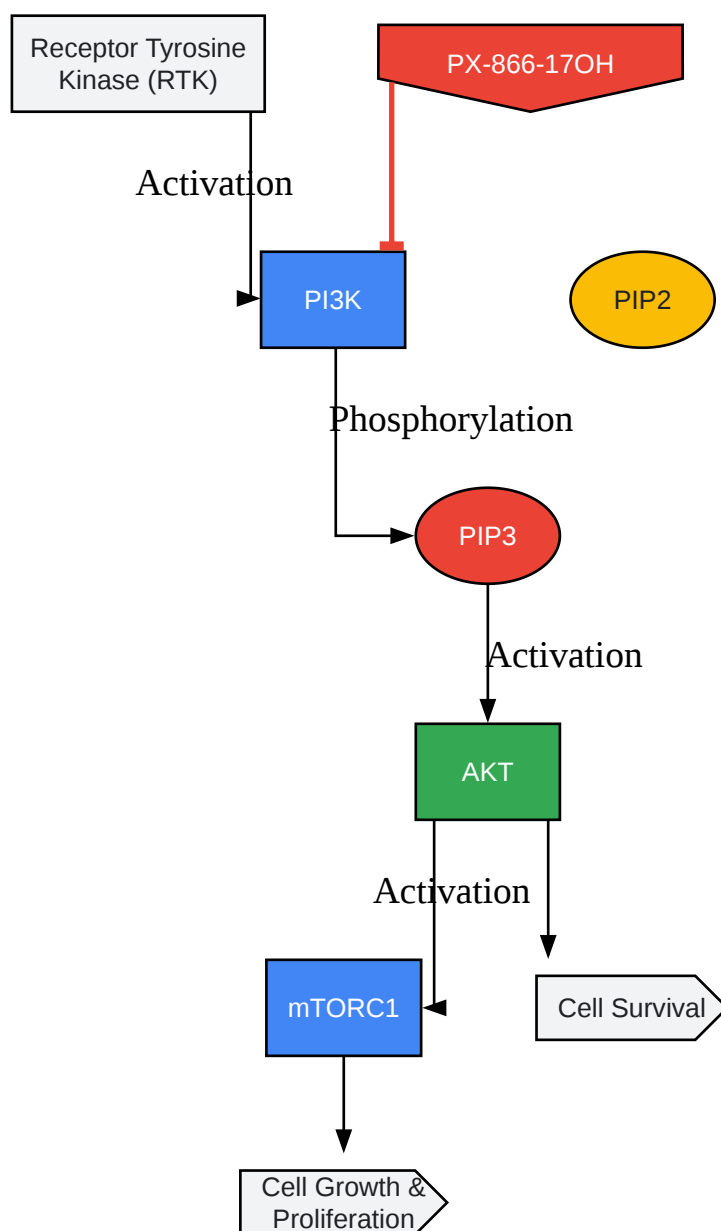 Receptor Tyrosine
Kinase (RTK)
PX-866-17OH
Activation
PI3K
PIP2
Phosphorylation
PIP3
Activation
AKT
Activation
mTORC1
Cell Survival
Cell Growth &
Proliferation